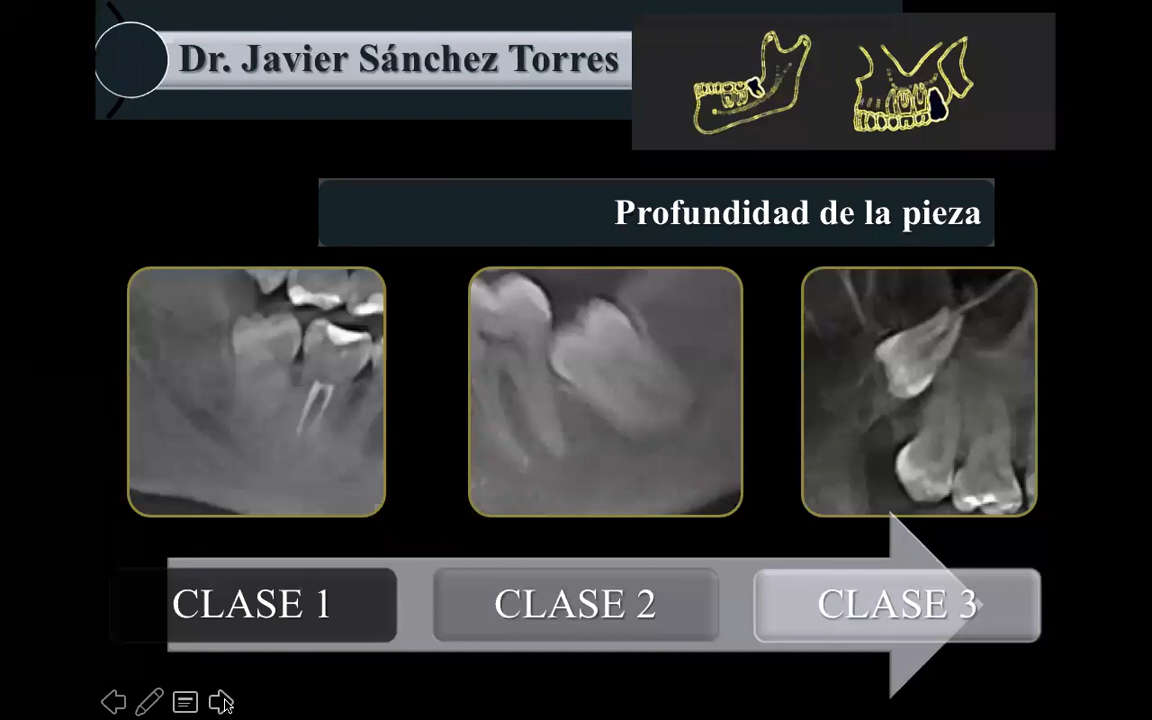 Dr. Javier Sánchez Torres
Profundidad de la pieza
CLASE 1
CLASE 2
CLASE 3